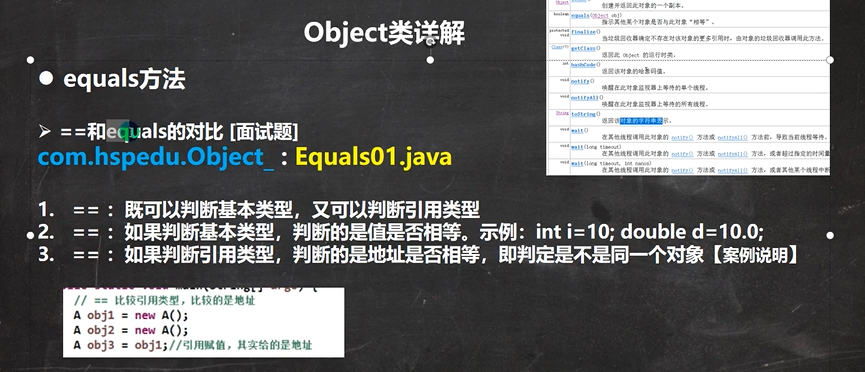 Object类详解
Object
创建并返回此对象的一个副本。
boolean equals(Object obj)
指示其他某个对象是否与此对象“相等”。
protected void finalize()
当垃圾回收器确定不存在对该对象的更多引用时，由对象的垃圾回收器调用此方法。
getClass()
返回此 Object 的运行时类。
int hashCode()
返回该对象的哈希码值。
void notify()
唤醒在此对象监视器上等待的单个线程。
void notifyAll()
唤醒在此对象监视器上等待的所有线程。
String toString()
返回该对象的字符串表示。
void wait()
在其他线程调用此对象的 notify() 方法或 notifyAll() 方法前，导致当前线程等待。
void wait(long timeout)
在其他线程调用此对象的 notify() 方法或 notifyAll() 方法，或者超过指定的时间量
void wait(long timeout, int nanos)
在其他线程调用此对象的 notify() 方法或 notifyAll() 方法，或者其他某个线程中断
● equals方法
➢ ==和equals的对比 [面试题]
com.hspedu.Object_ : Equals01.java
1. == : 既可以判断基本类型，又可以判断引用类型
2. == : 如果判断基本类型，判断的是值是否相等。示例：int i=10; double d=10.0;
3. == : 如果判断引用类型，判断的是地址是否相等，即判定是不是同一个对象【案例说明】
// == 比较引用类型，比较的是地址
A obj1 = new A();
A obj2 = new A();
A obj3 = obj1;//引用赋值，其实给的是地址